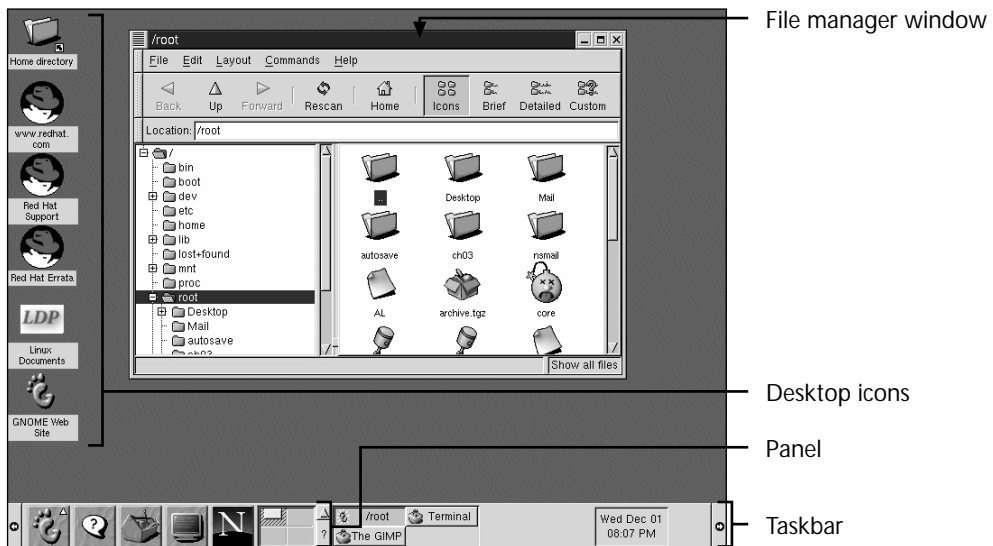 File manager window
Home directory
www.redhat.
com
Red Hat
Support
Red Hat Errata
LDP
Linux
Documents
GNOME Web
Site
/root
File Edit Layout Commands Help
Back Up Forward Rescan Home Icons Brief Detailed Custom
Location: /root
/
bin
boot
dev
etc
home
lib
lost+found
mnt
proc
root
Desktop
Mail
autosave
ch03
.. Desktop Mail
autosave ch03 nsmail
AL archive.tgz core
Show all files
Desktop icons
Panel
Taskbar
N
?
/root Terminal
The GIMP
Wed Dec 01
08:07 PM